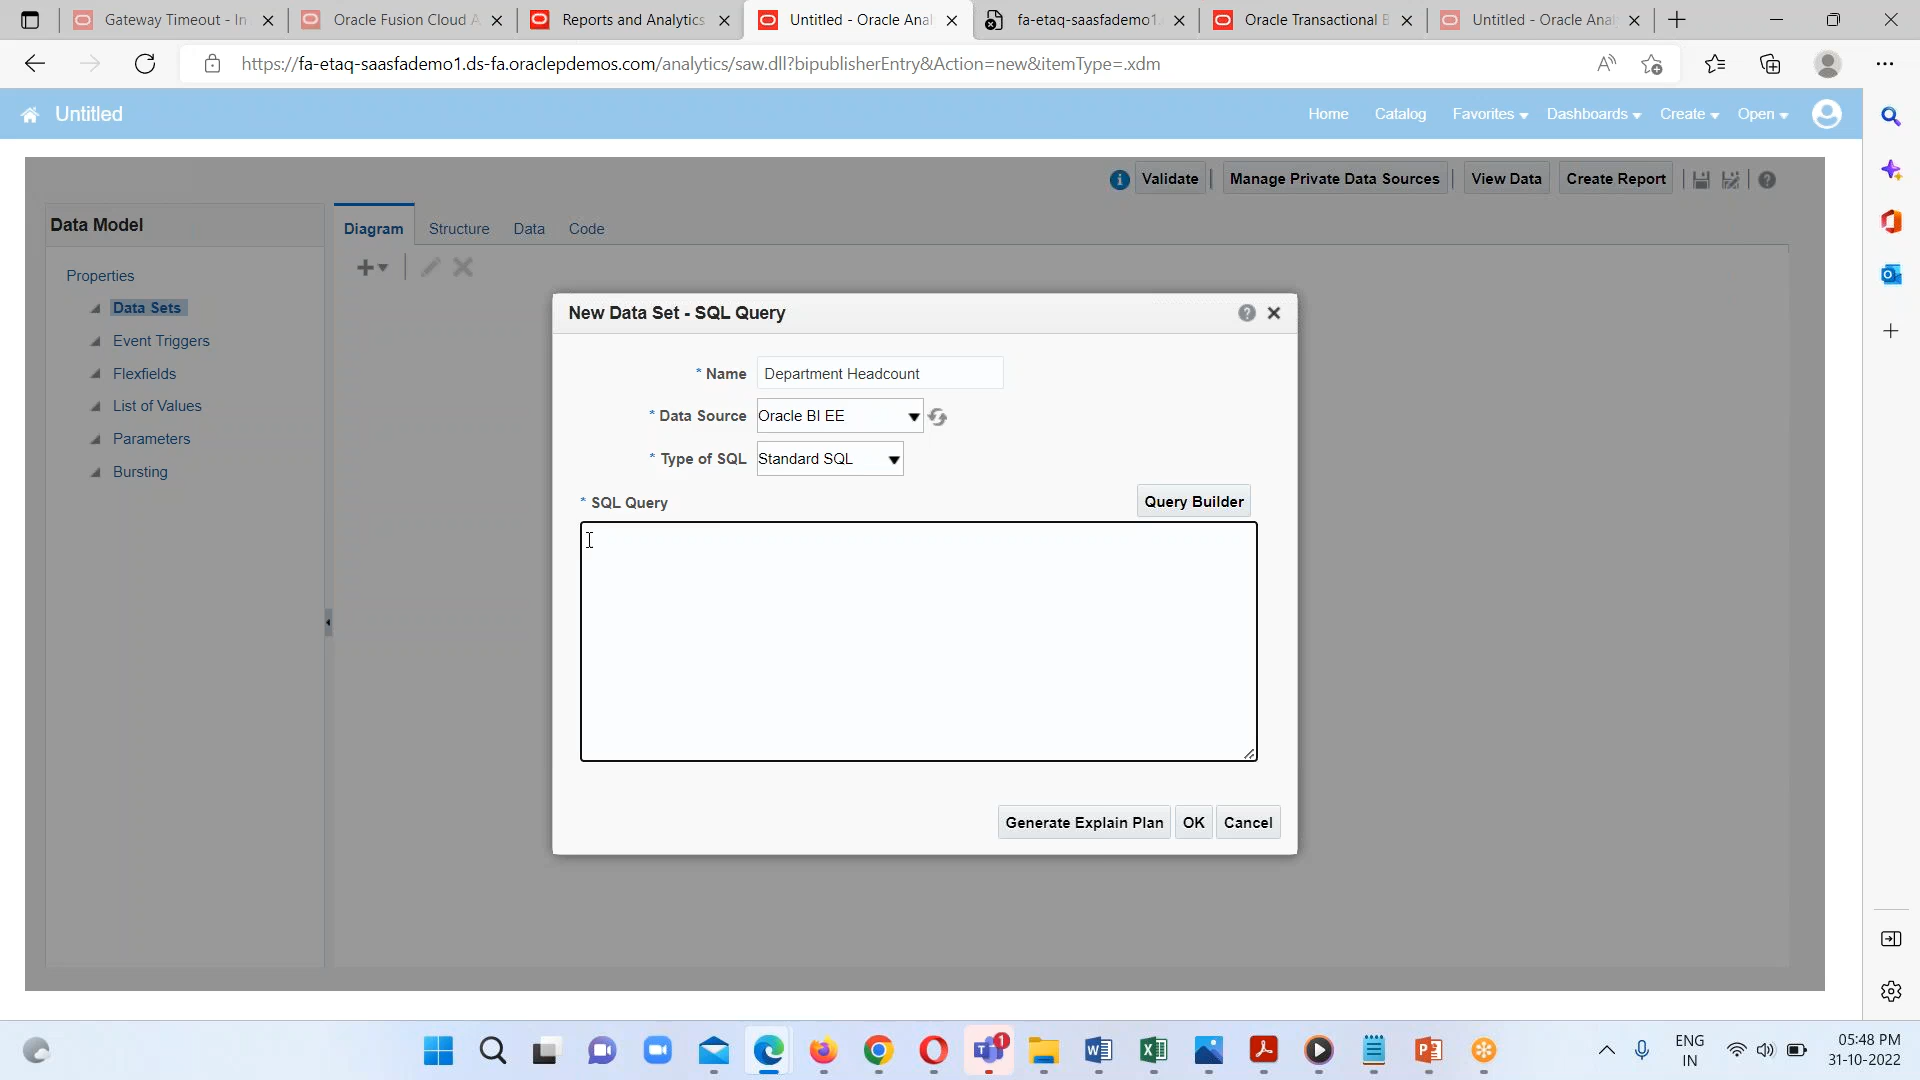 Gateway Timeout - In
Oracle Fusion Cloud A
Reports and Analytics
Untitled - Oracle Anal
fa-etaq-saasfademo1.
Oracle Transactional B
Untitled - Oracle Anal
https://fa-etaq-saasfademo1.ds-fa.oraclepdemos.com/analytics/saw.dll?bipublisherEntry&Action=new&itemType=.xdm
Untitled
Home Catalog Favorites Dashboards Create Open
Validate Manage Private Data Sources View Data Create Report
Data Model
Diagram Structure Data Code
Properties
Data Sets
Event Triggers
Flexfields
List of Values
Parameters
Bursting
New Data Set - SQL Query
* Name Department Headcount
* Data Source Oracle BI EE
* Type of SQL Standard SQL
* SQL Query Query Builder
Generate Explain Plan OK Cancel
1
ENG
IN
05:48 PM
31-10-2022